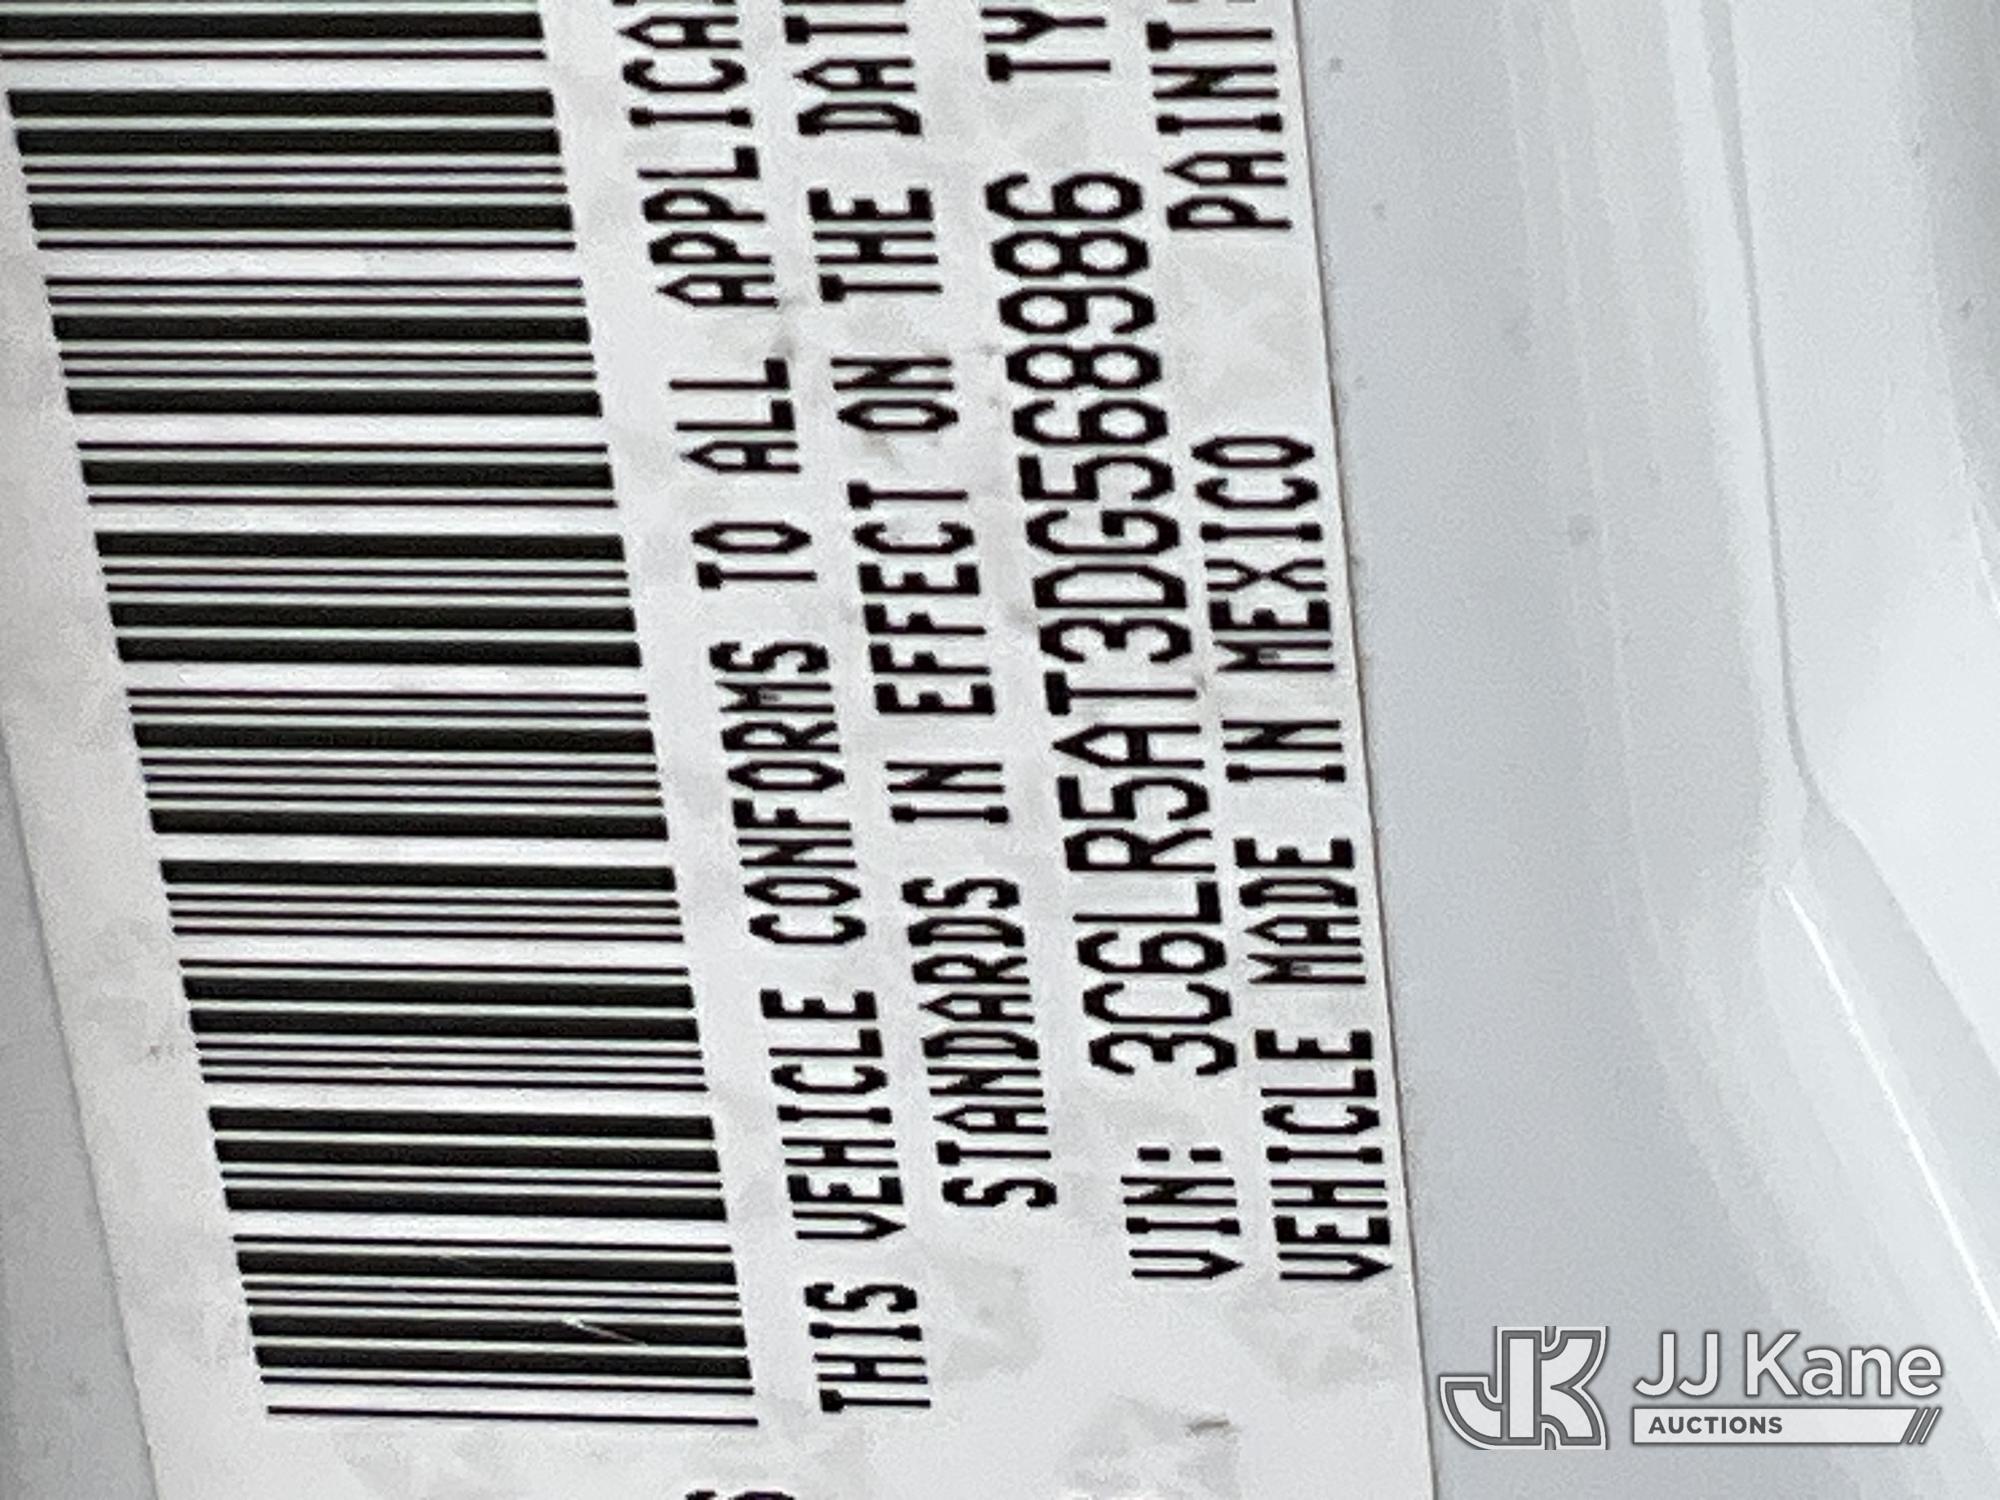 THIS VEHICLE CONFORMS TO ALL APPLICA
STANDARDS IN EFFECT ON THE DAT
VIN: 3C6LR5AT3DG568986 TY
VEHICLE MADE IN MEXICO PAINT:
JK JJ Kane
AUCTIONS